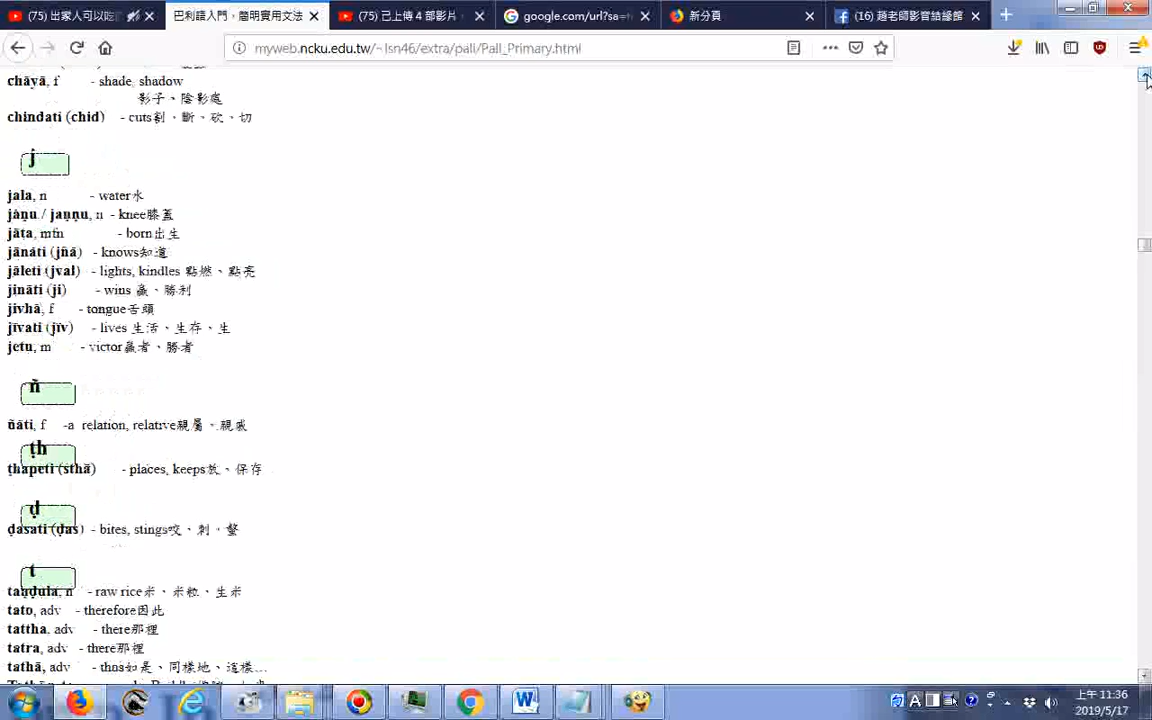 (75) 出家人可以吃
巴利語入門，簡明實用文法
(75) 已上傳 4 部影片
google.com/url?sa=t
新分頁
(16) 趙老師影音結緣館
myweb.ncku.edu.tw/~lsn46/extra/pali/Pall_Primary.html
chāyā, f - shade, shadow
影子、陰影處
chindati (chid) - cuts割、斷、砍、切
j
jala, n - water水
jāṇu / jaṇṇu, n - knee膝蓋
jāta, mfn - born出生
jānāti (jñā) - knows知道
jāleti (jval) - lights, kindles 點燃、點亮
jināti (ji) - wins 贏、勝利
jivhā, f - tongue舌頭
jīvati (jīv) - lives 生活、生存、生
jetu, m - victor贏者、勝者
ñ
ñāti, f -a relation, relative親屬、親戚
ṭh
ṭhapeti (sthā) - places, keeps放、保存
ḍ
ḍasati (ḍas) - bites, stings咬、刺、螫
t
taṇḍula, n - raw rice米、米粒、生米
tato, adv - therefore因此
tattha, adv - there那裡
tatra, adv - there那裡
tathā, adv - thus如是、同樣地、這樣…
上午 11:36
2019/5/17